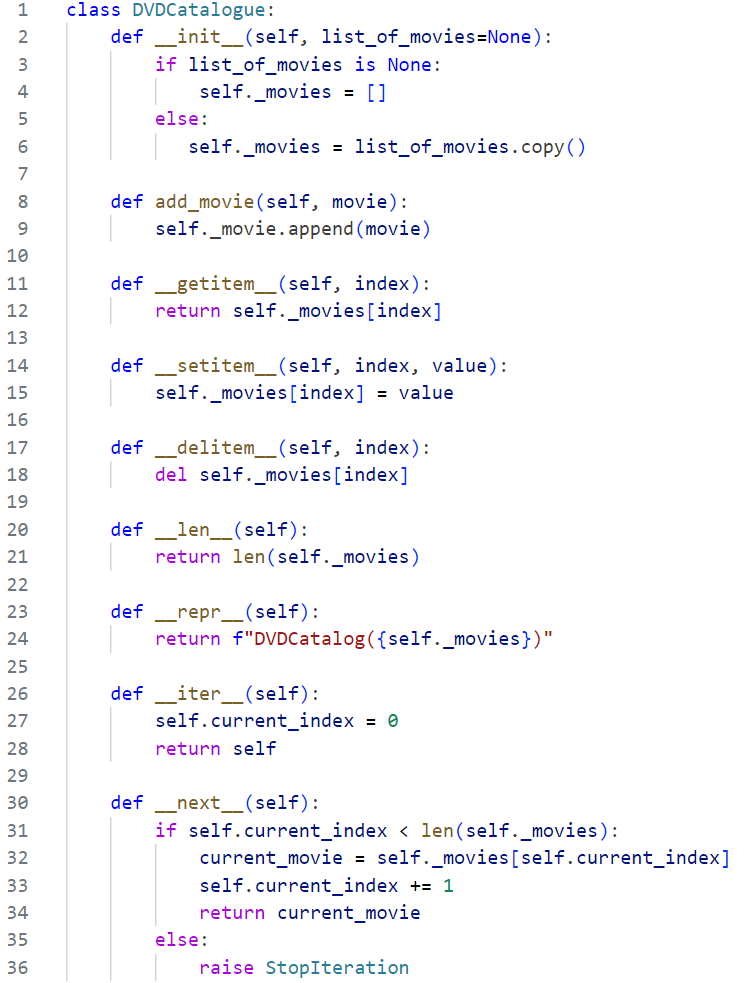 1 class DVDCatalogue:
2     def __init__(self, list_of_movies=None):
3         if list_of_movies is None:
4             self._movies = []
5         else:
6            self._movies = list_of_movies.copy()
7
8     def add_movie(self, movie):
9         self._movie.append(movie)
10
11     def __getitem__(self, index):
12         return self._movies[index]
13
14     def __setitem__(self, index, value):
15         self._movies[index] = value
16
17     def __delitem__(self, index):
18         del self._movies[index]
19
20     def __len__(self):
21         return len(self._movies)
22
23     def __repr__(self):
24         return f"DVDCatalog({self._movies})"
25
26     def __iter__(self):
27         self.current_index = 0
28         return self
29
30     def __next__(self):
31         if self.current_index < len(self._movies):
32             current_movie = self._movies[self.current_index]
33             self.current_index += 1
34             return current_movie
35         else:
36             raise StopIteration